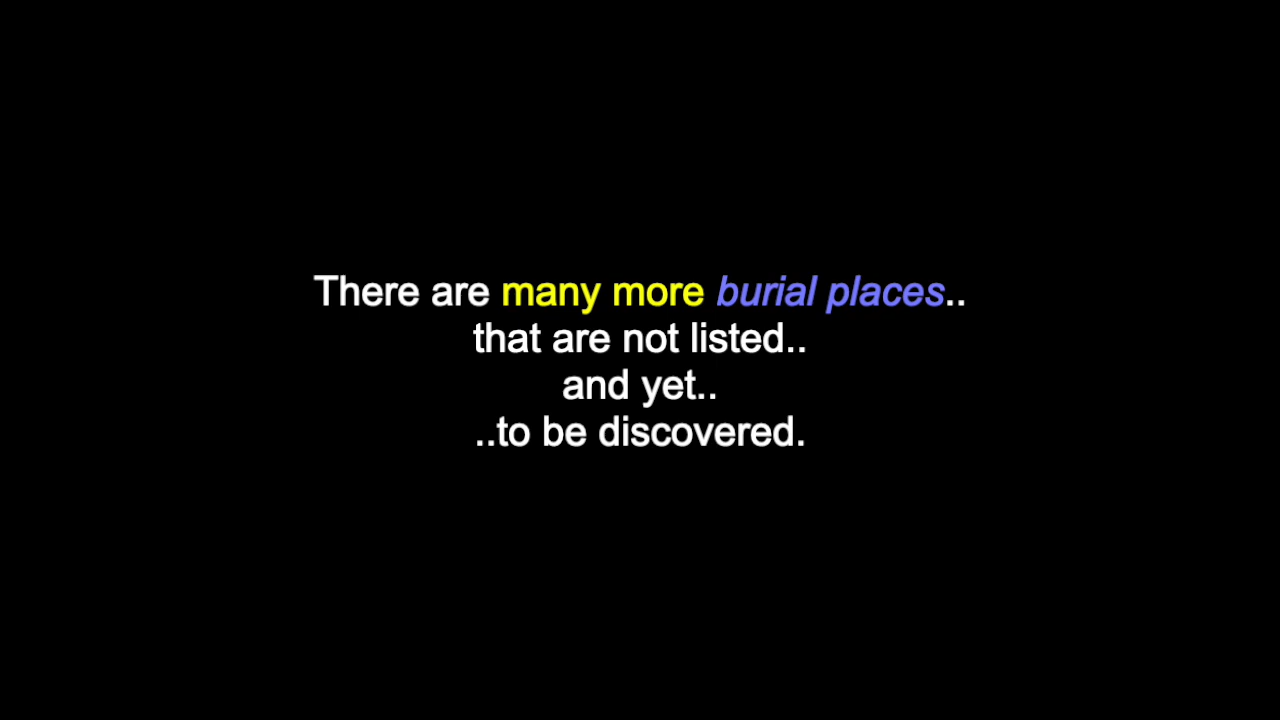 There are many more burial places..
that are not listed..
and yet..
..to be discovered.